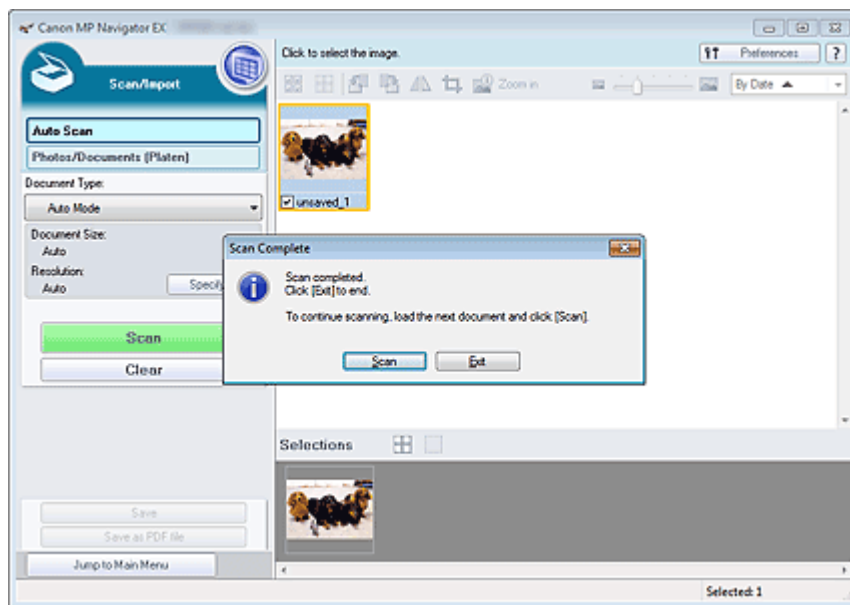 Canon MP Navigator EX
Scan/Import
Click to select the image.
Preferences
?
Zoom in
By Date
Auto Scan
Photos/Documents (Platen)
Document Type:
Auto Mode
Document Size:
Auto
Resolution:
Auto
Specify
Scan
Clear
unsaved_1
Scan Complete
Scan completed.
Click [Exit] to end.
To continue scanning, load the next document and click [Scan].
Scan
Exit
Selections
Save
Save as PDF file
Jump to Main Menu
Selected: 1